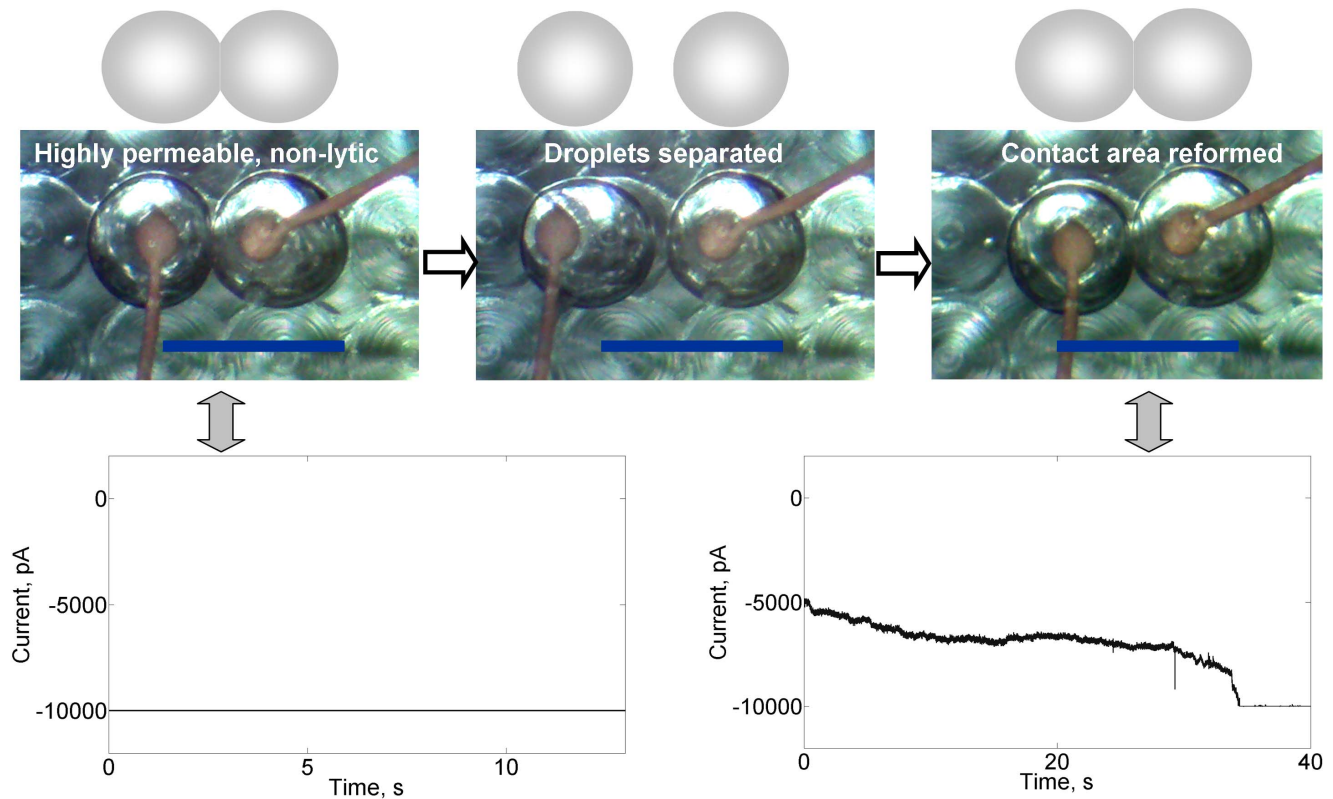 Highly permeable, non-lytic
Droplets separated
Contact area reformed
0
-5000
-10000
Current, pA
0
5
10
Time, s
0
-5000
-10000
Current, pA
0
20
40
Time, s